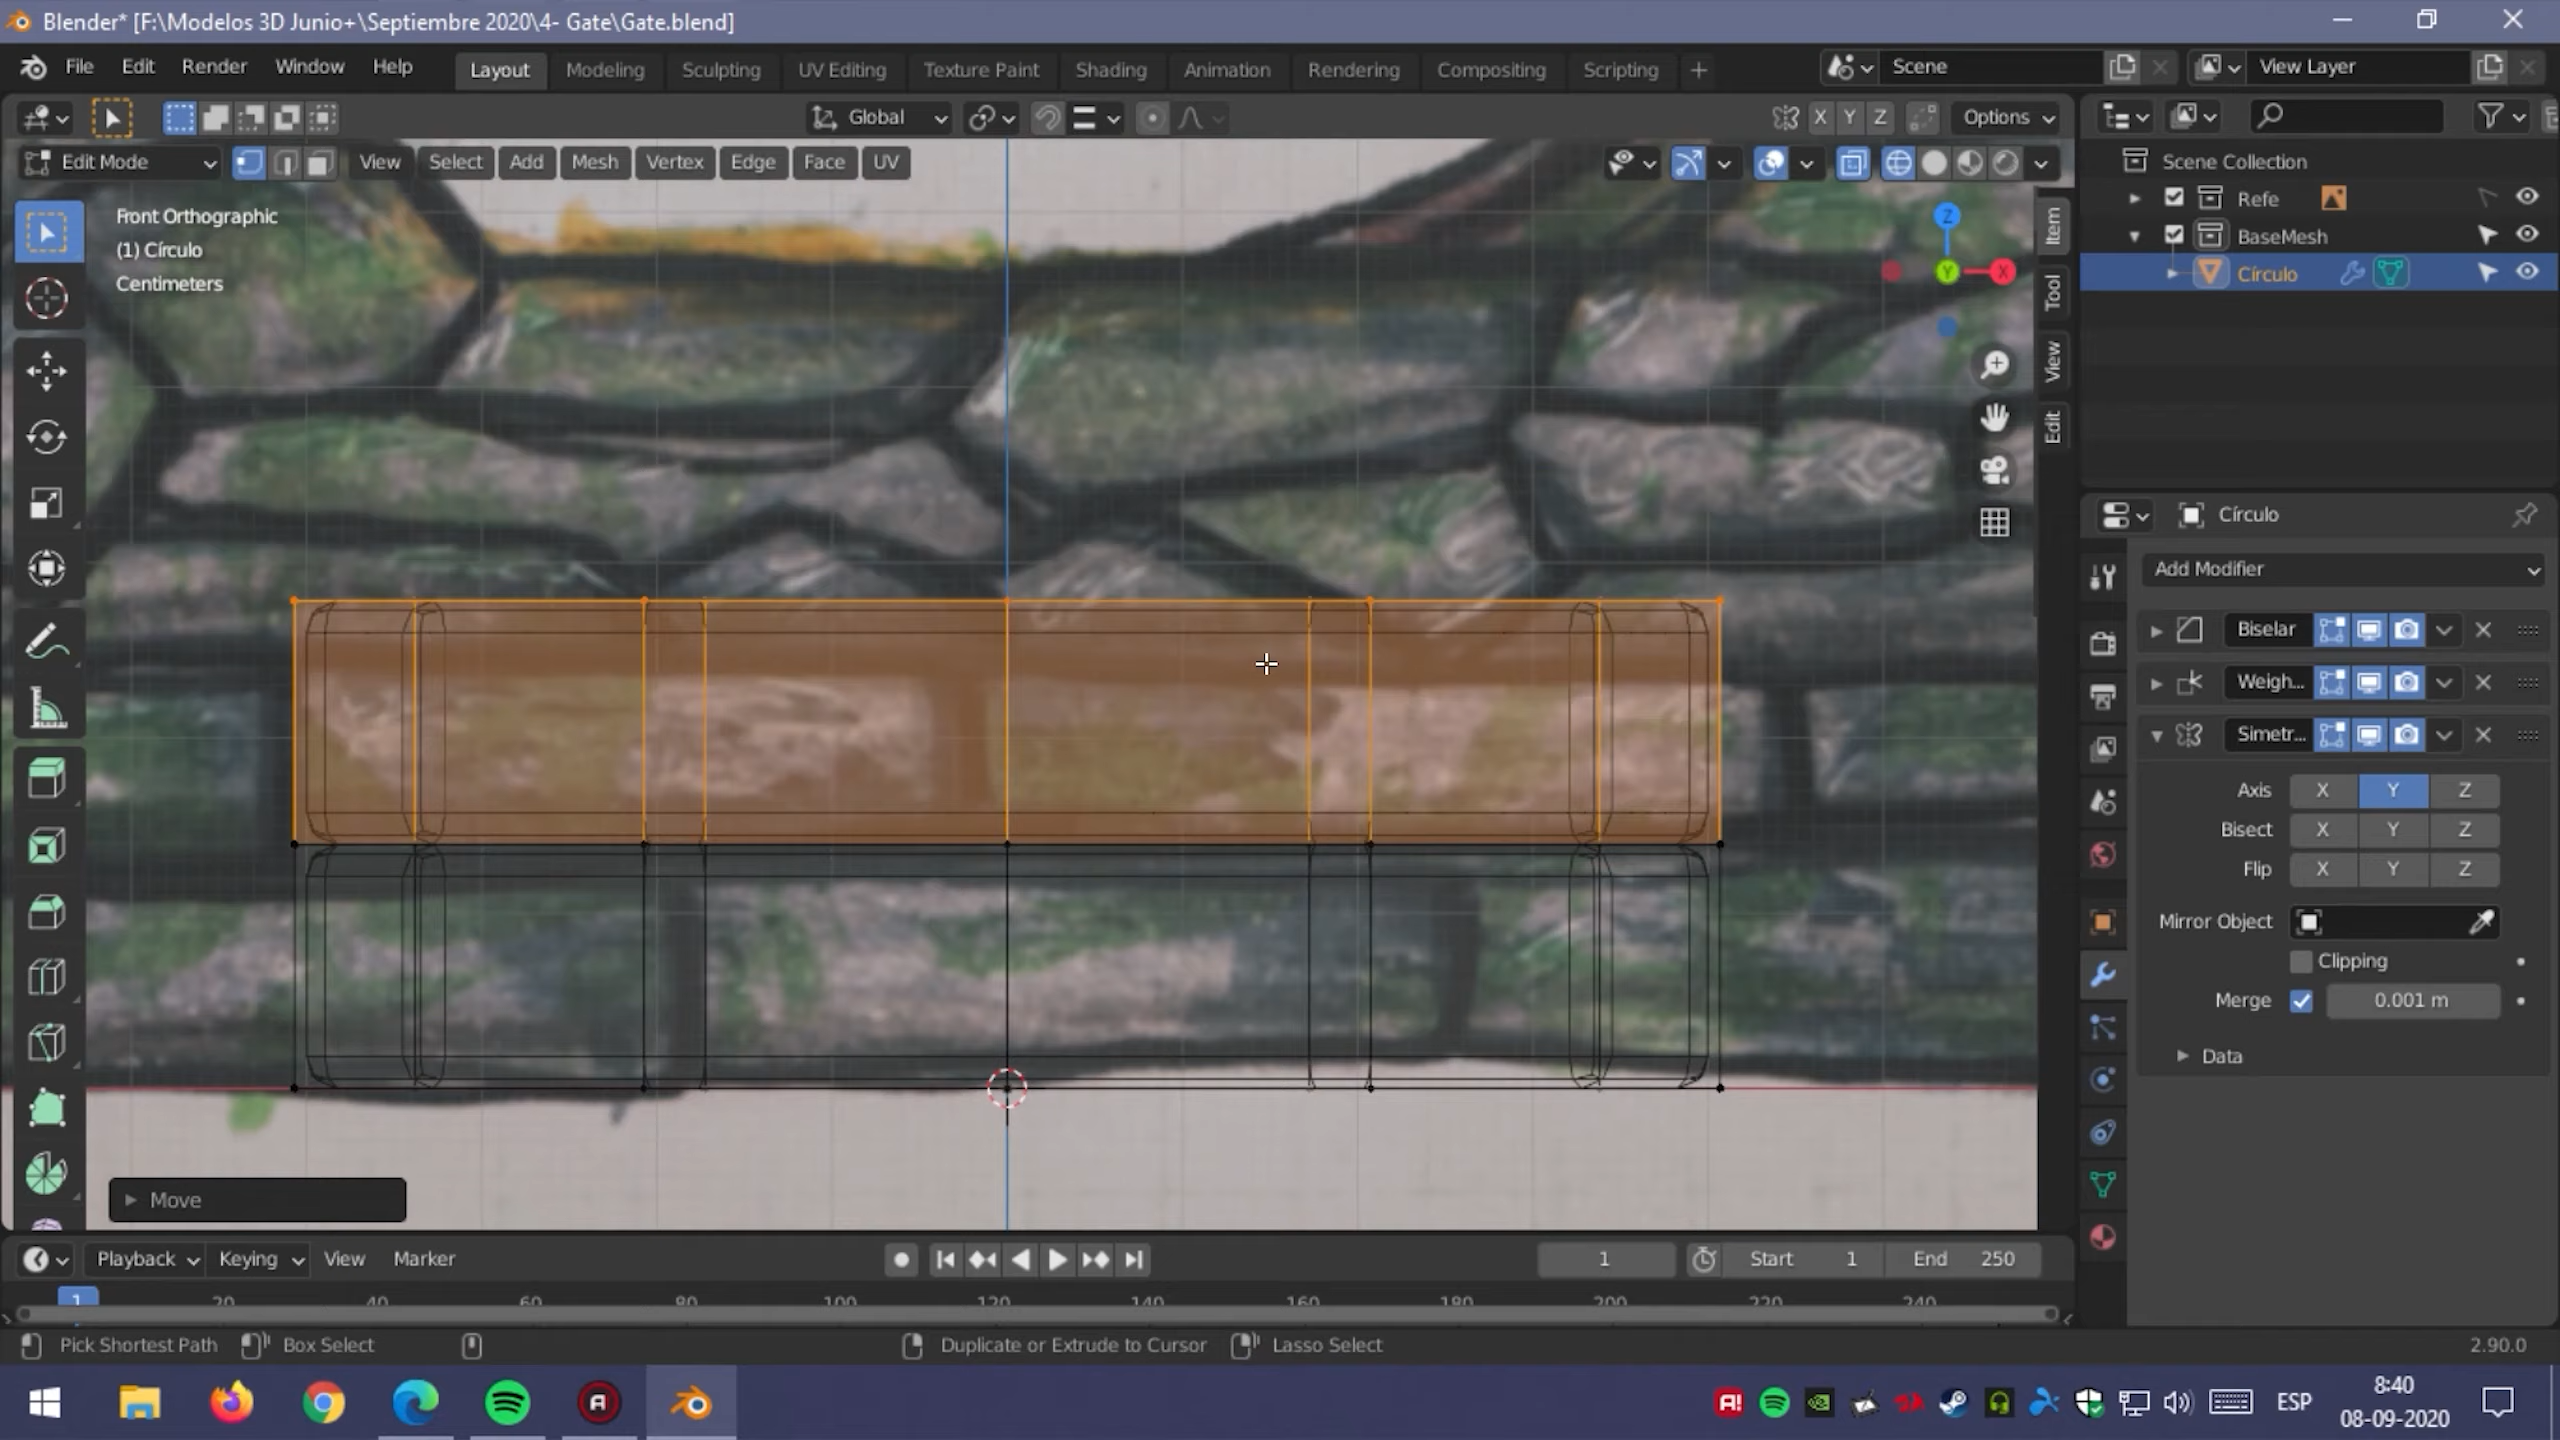 Blender* [F:\Modelos 3D Junio+\Septiembre 2020\4- Gate\Gate.blend]
File Edit Render Window Help Layout Modeling Sculpting UV Editing Texture Paint Shading Animation Rendering Compositing Scripting + Scene View Layer
Global X Y Z Options
Edit Mode View Select Add Mesh Vertex Edge Face UV
Scene Collection
Refe
BaseMesh
Círculo
Front Orthographic
(1) Círculo
Centimeters
Z
Y
X
Item
Tool
View
Edit
Círculo
Add Modifier
Biselar
Weigh...
Simetr...
Axis X Y Z
Bisect X Y Z
Flip X Y Z
Mirror Object
Clipping
Merge 0.001 m
Data
Move
Playback Keying View Marker 1 Start 1 End 250
1 20 40 60 80 100 120 140 160 180 200 220 240
Pick Shortest Path Box Select Duplicate or Extrude to Cursor Lasso Select 2.90.0
ESP
8:40
08-09-2020